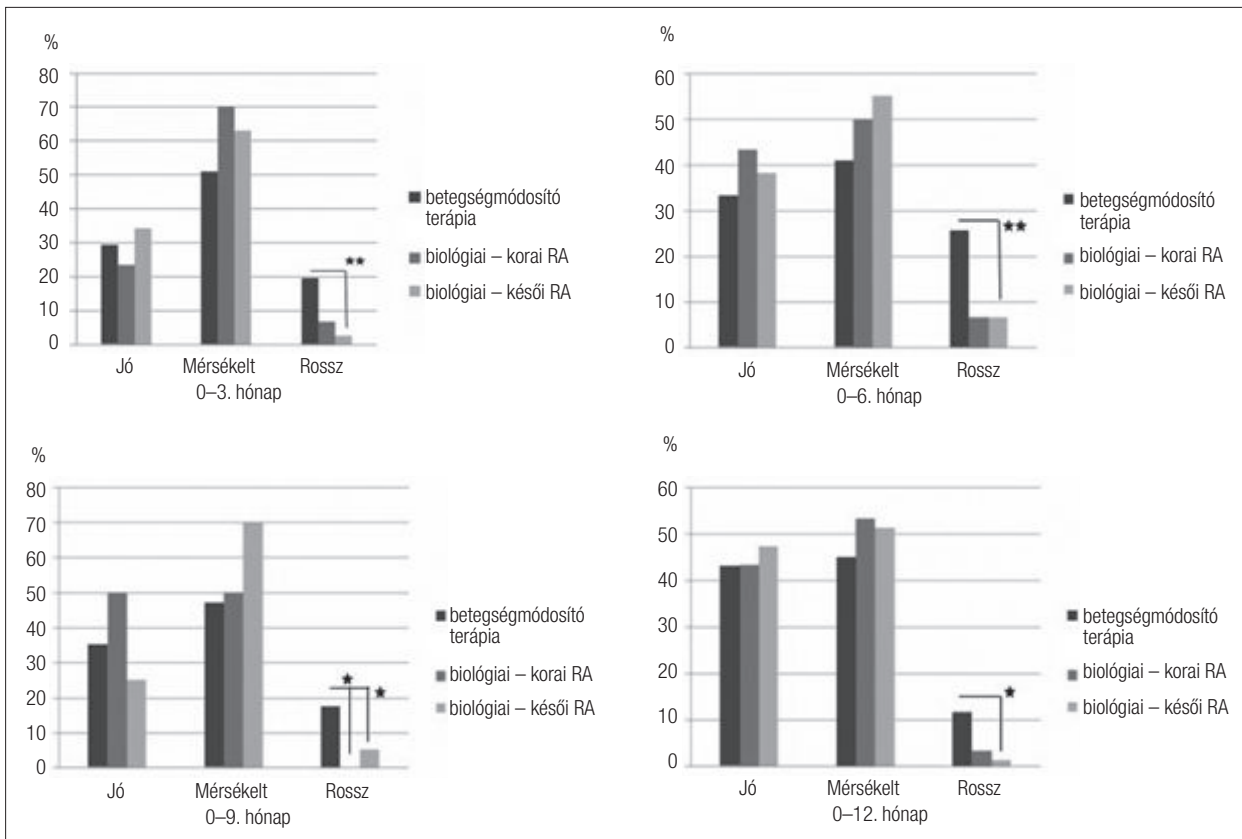 %
80
70
60
50
40
30
20
10
0
Jó Mérsékelt Rossz
0–3. hónap
★★
betegségmódosító
terápia
biológiai – korai RA
biológiai – késői RA
%
60
50
40
30
20
10
0
Jó Mérsékelt Rossz
0–6. hónap
★★
betegségmódosító
terápia
biológiai – korai RA
biológiai – késői RA
%
80
70
60
50
40
30
20
10
0
Jó Mérsékelt Rossz
0–9. hónap
★ ★
betegségmódosító
terápia
biológiai – korai RA
biológiai – késői RA
%
60
50
40
30
20
10
0
Jó Mérsékelt Rossz
0–12. hónap
★
betegségmódosító
terápia
biológiai – korai RA
biológiai – késői RA